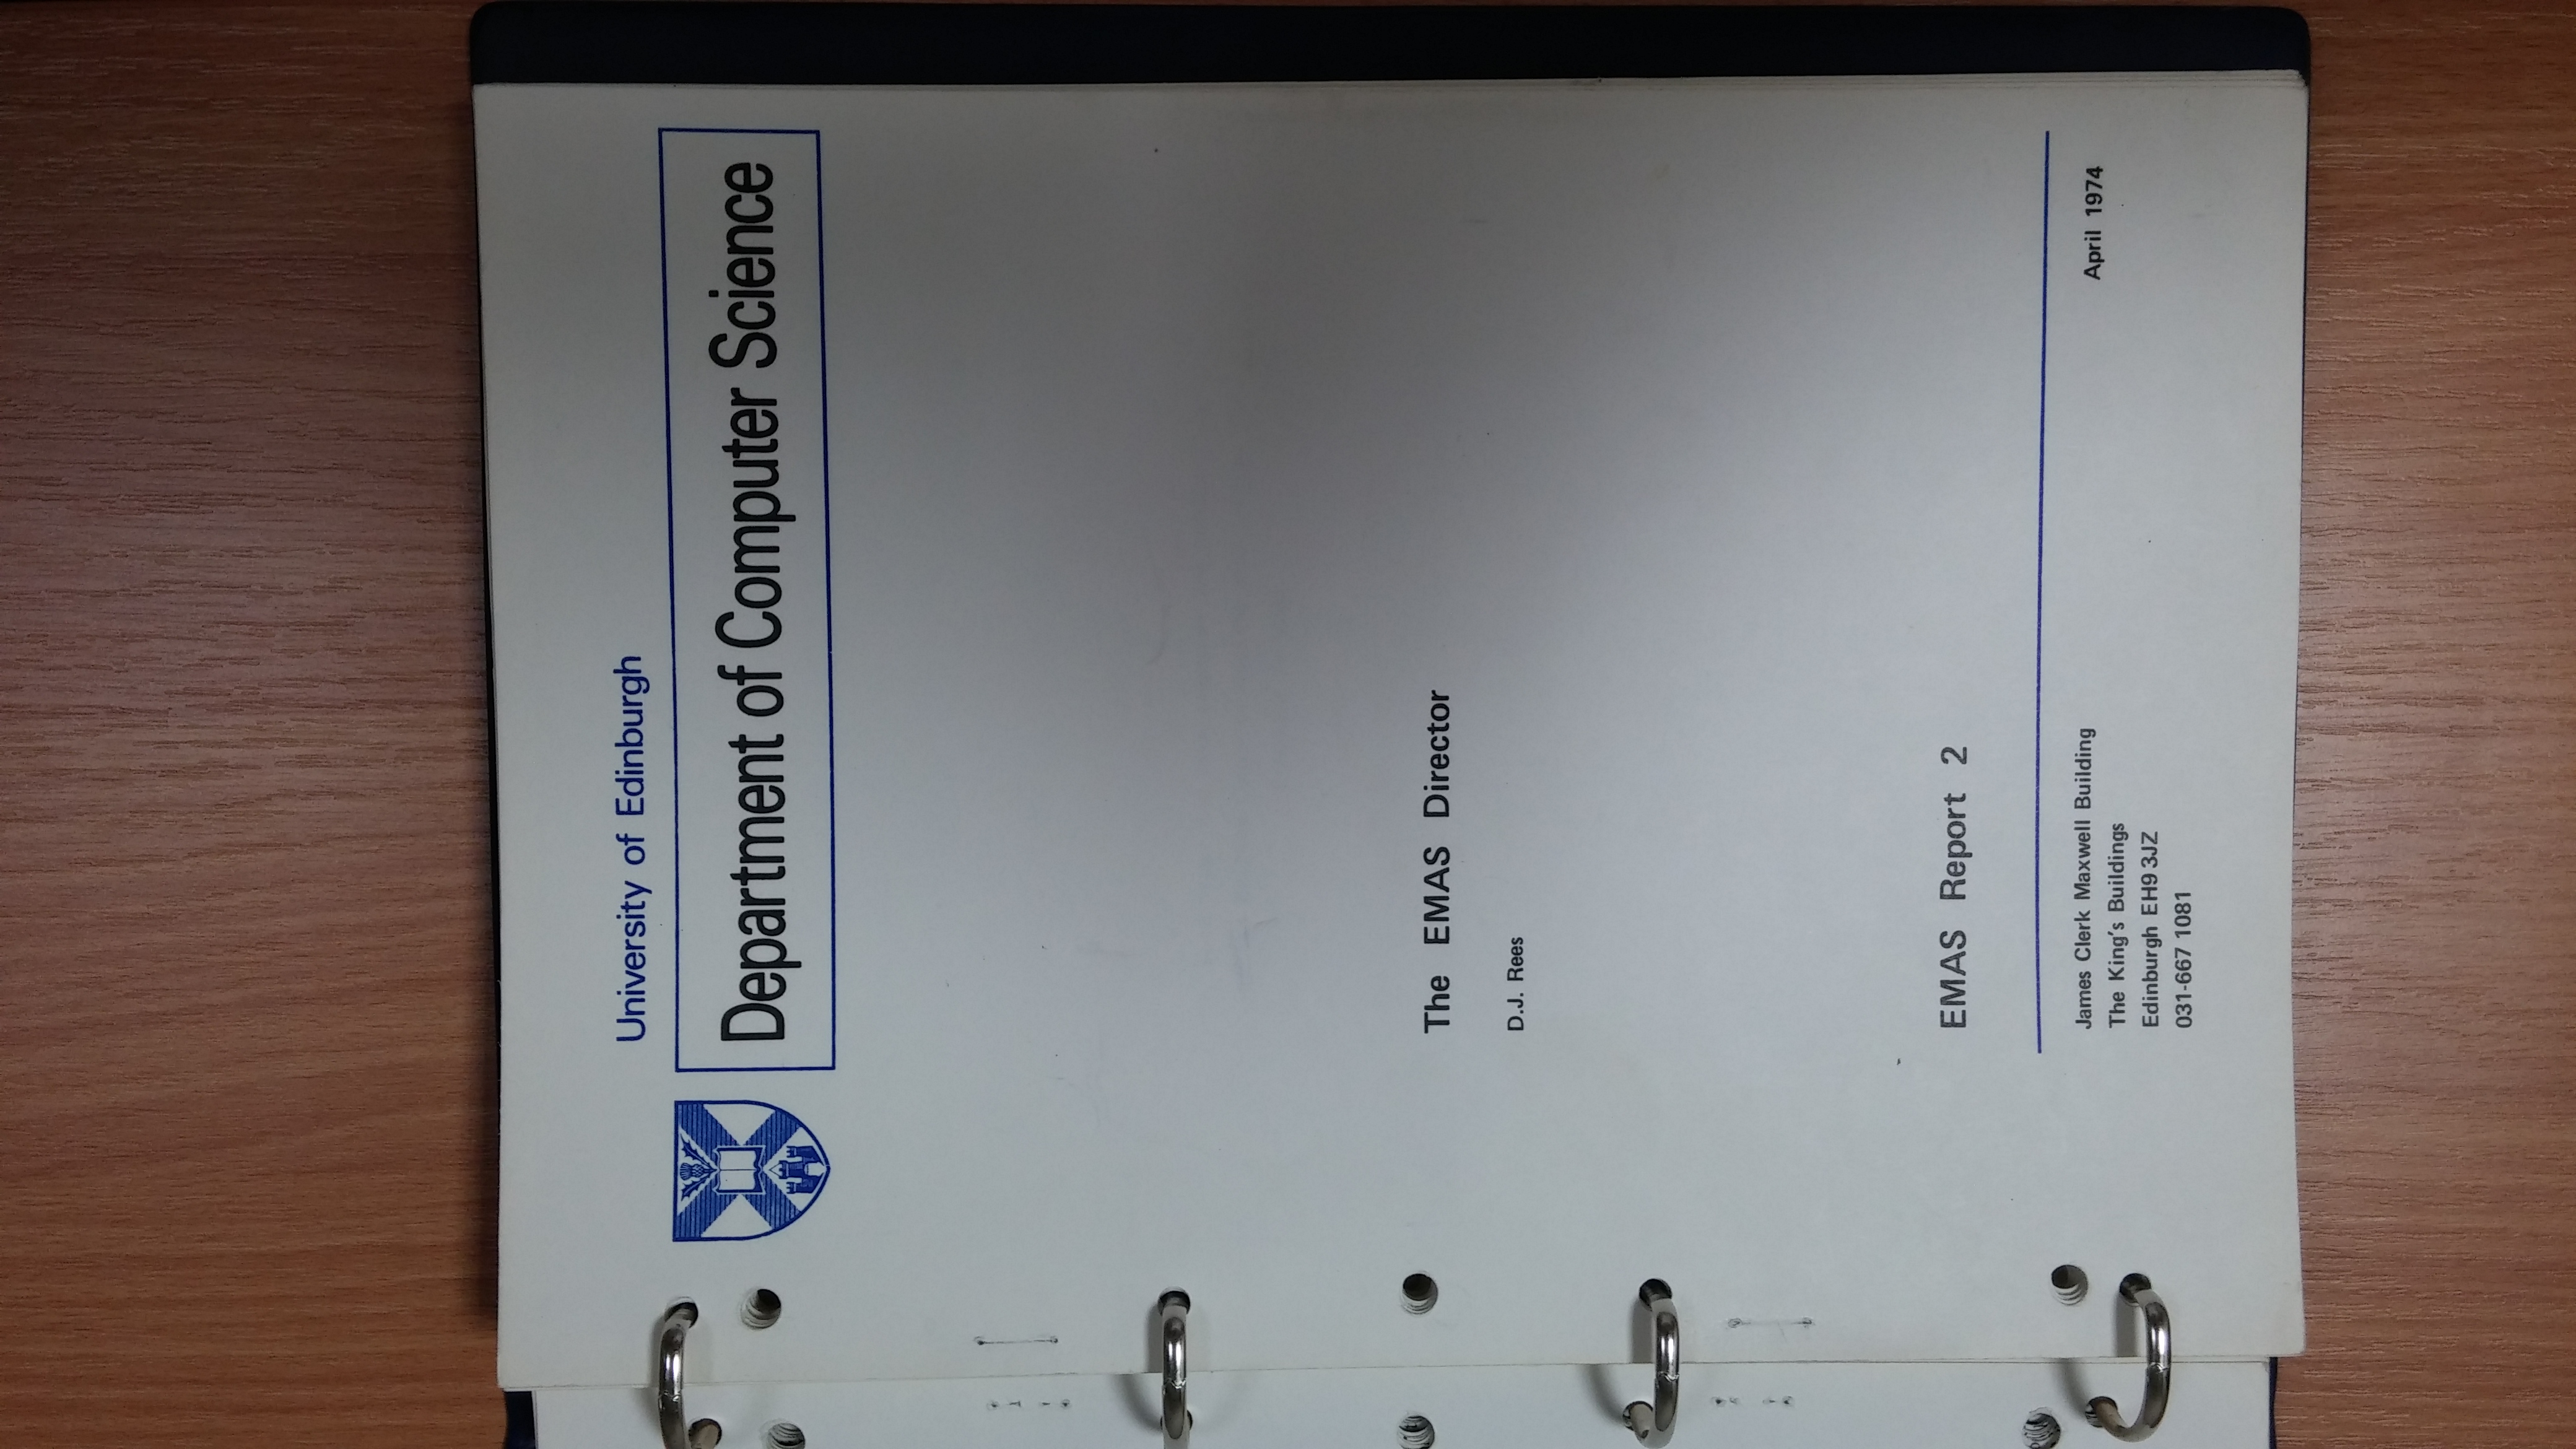 University of Edinburgh
Department of Computer Science
The EMAS Director
D.J. Rees
EMAS Report 2
April 1974
James Clerk Maxwell Building
The King's Buildings
Edinburgh EH9 3JZ
031-667 1081